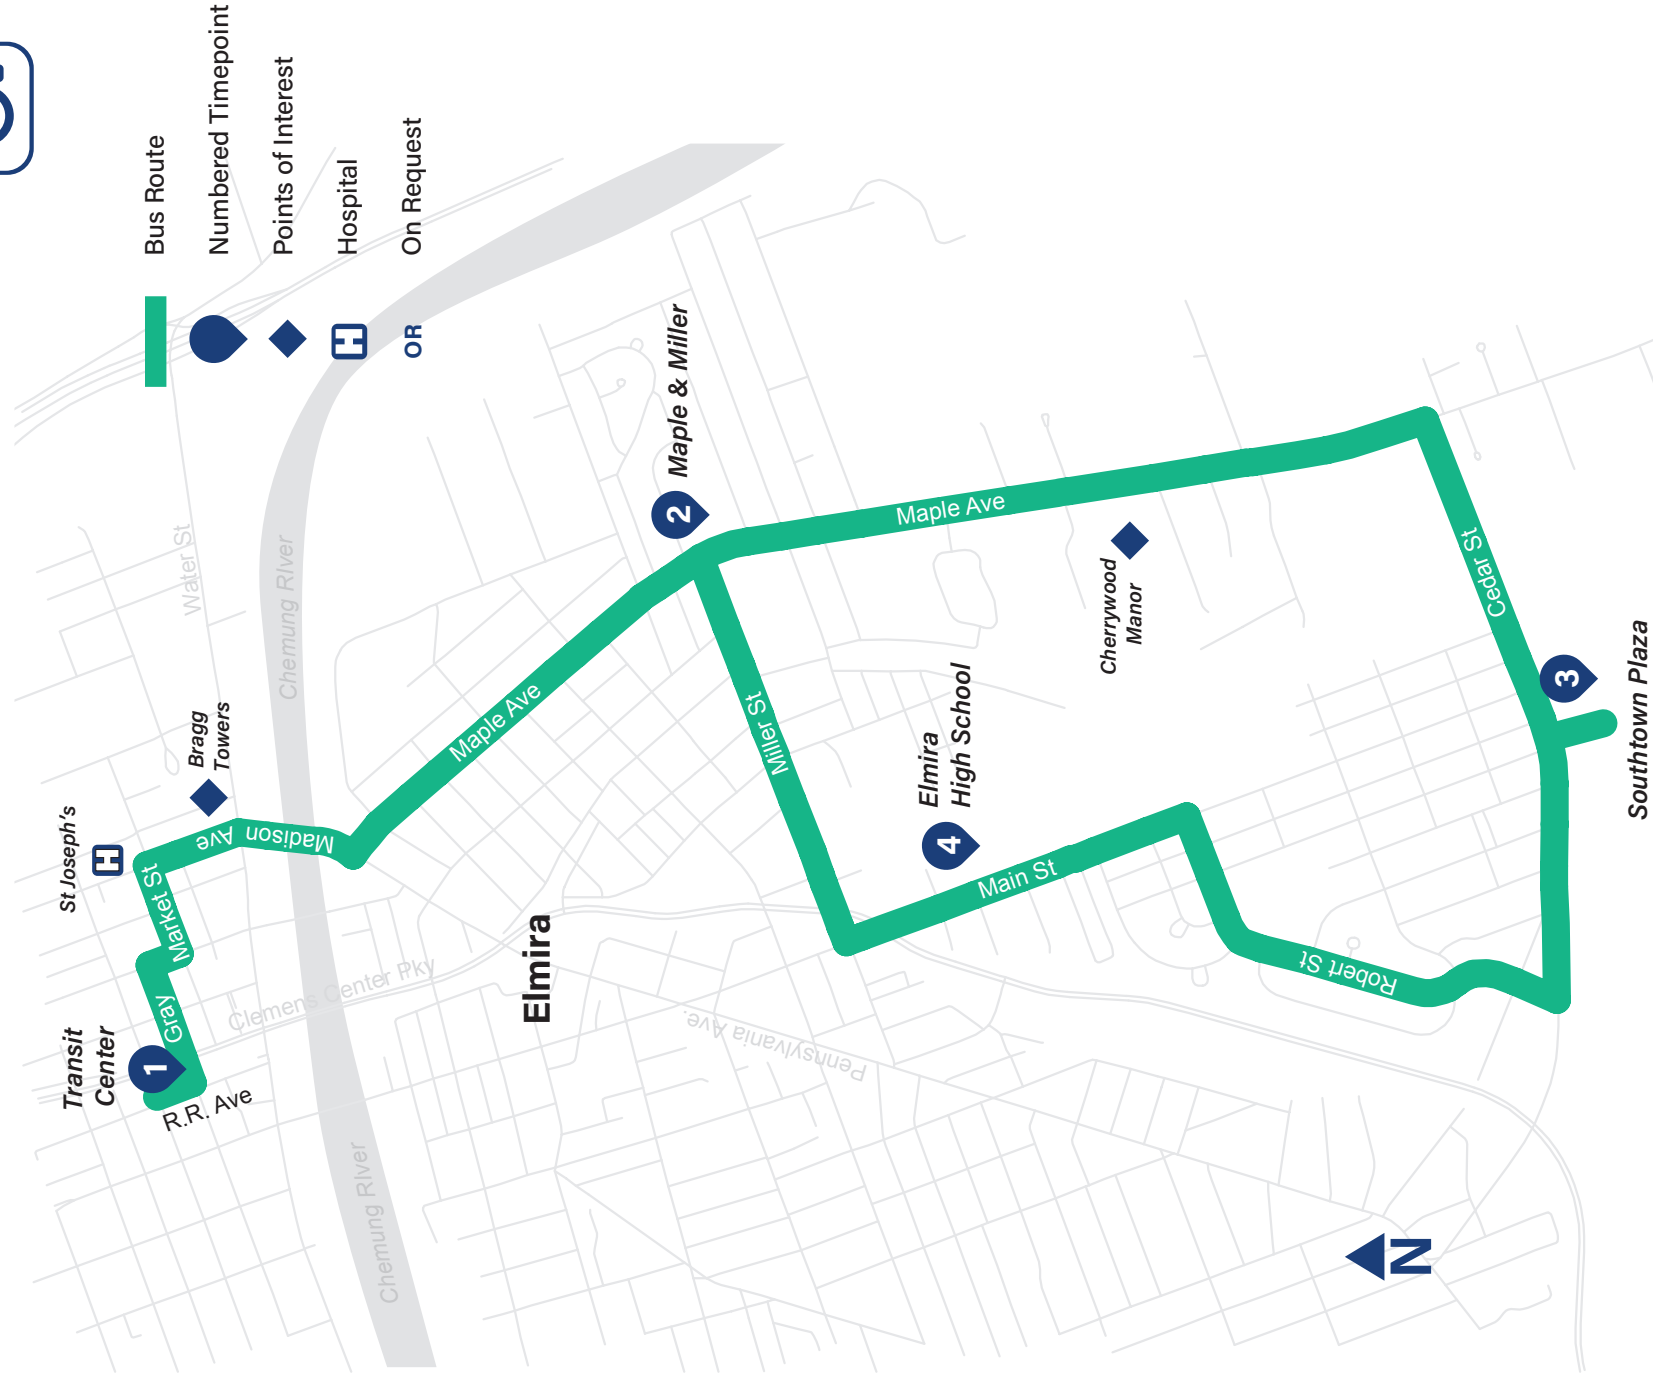 Bus Route
Numbered Timepoint
Points of Interest
Hospital
OR
On Request
St Joseph's
Bragg
Towers
Transit
Center
1
R.R. Ave
Gray
Market St
Madison Ave
Water St
Chemung RIver
Clemens Center Pky
Chemung RIver
Elmira
Maple Ave
2
Maple & Miller
Miller St
Maple Ave
Pennsylvania Ave.
4
Elmira
High School
Main St
Cherrywood
Manor
Robert St
Cedar St
3
Southtown Plaza
N
H
H